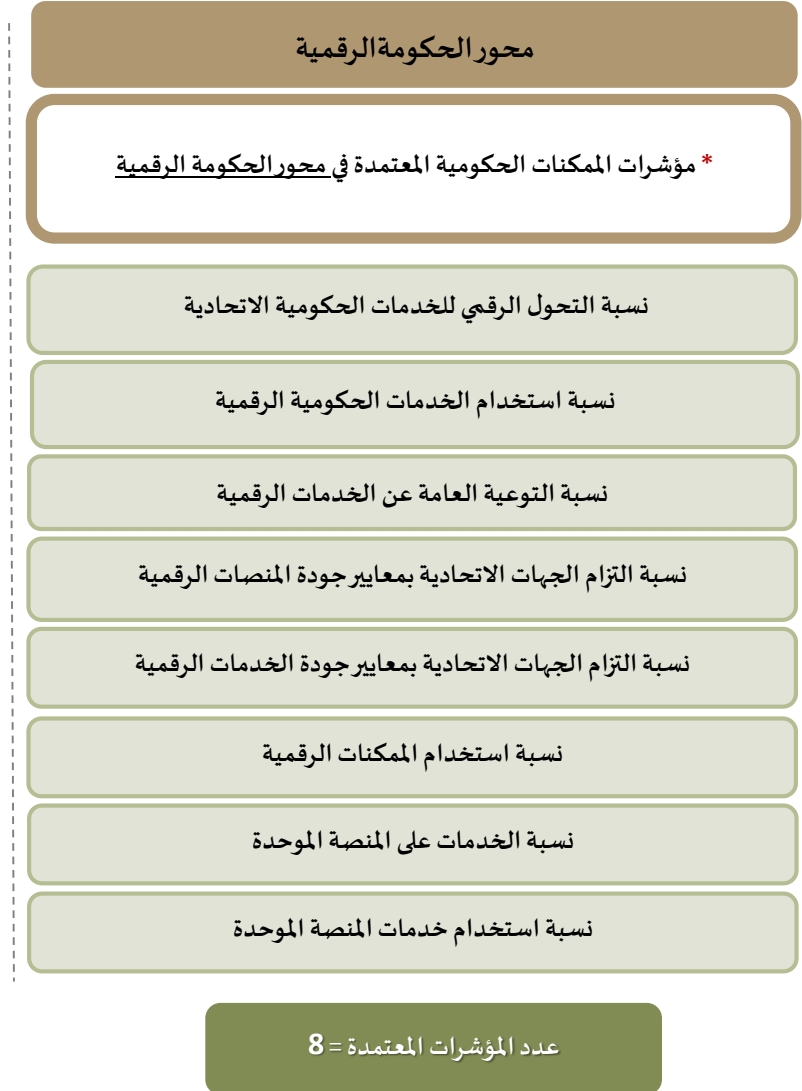 محور الحكومة الرقمية
* مؤشرات الممكنات الحكومية المعتمدة في محور الحكومة الرقمية
نسبة التحول الرقمي للخدمات الحكومية الاتحادية
نسبة استخدام الخدمات الحكومية الرقمية
نسبة التوعية العامة عن الخدمات الرقمية
نسبة التزام الجهات الاتحادية بمعايير جودة المنصات الرقمية
نسبة التزام الجهات الاتحادية بمعايير جودة الخدمات الرقمية
نسبة استخدام الممكنات الرقمية
نسبة الخدمات على المنصة الموحدة
نسبة استخدام خدمات المنصة الموحدة
عدد المؤشرات المعتمدة = 8